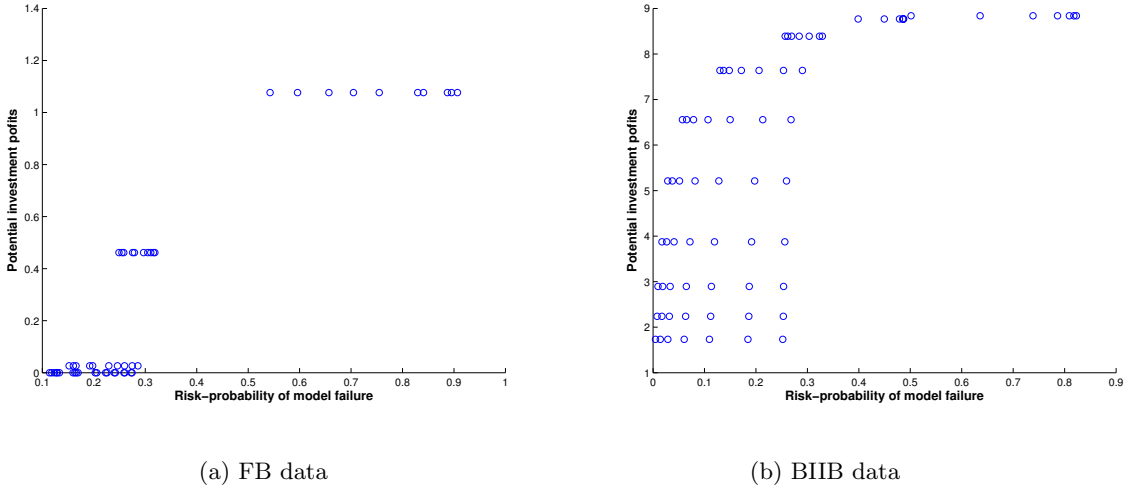 1.4
1.2
1
0.8
0.6
0.4
0.2
0
0.1 0.2 0.3 0.4 0.5 0.6 0.7 0.8 0.9 1
Potential investment pofits
Risk−probability of model failure
(a) FB data
9
8
7
6
5
4
3
2
1
0 0.1 0.2 0.3 0.4 0.5 0.6 0.7 0.8 0.9
Potential investment pofits
Risk−probability of model failure
(b) BIIB data